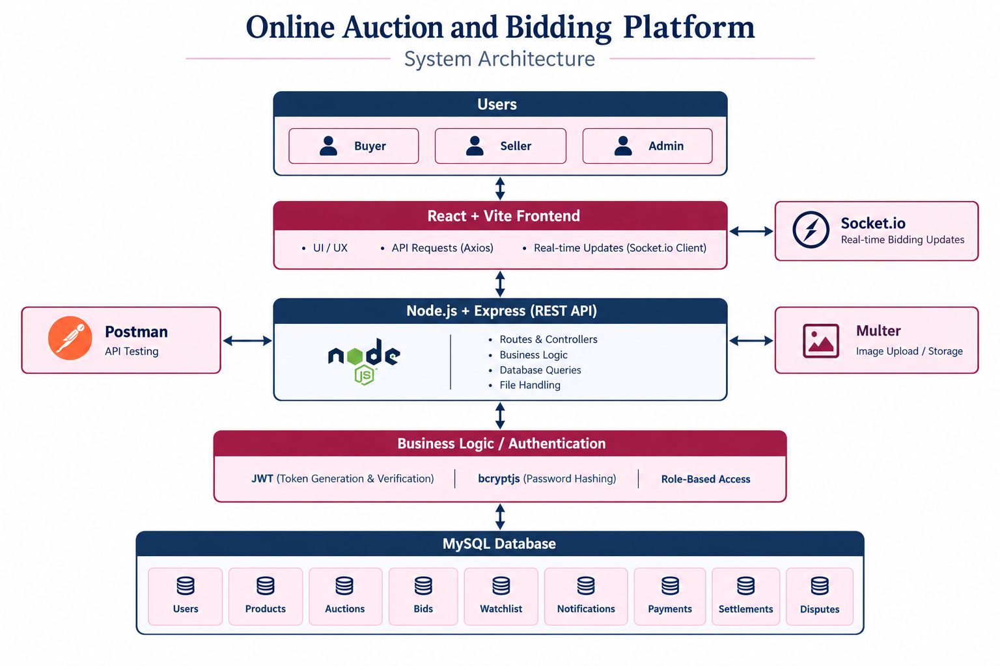 Online Auction and Bidding Platform
System Architecture
Users
Buyer
Seller
Admin
React + Vite Frontend
• UI / UX
• API Requests (Axios)
• Real-time Updates (Socket.io Client)
Socket.io
Real-time Bidding Updates
Postman
API Testing
Node.js + Express (REST API)
node
JS
• Routes & Controllers
• Business Logic
• Database Queries
• File Handling
Multer
Image Upload / Storage
Business Logic / Authentication
JWT (Token Generation & Verification)
bcryptjs (Password Hashing)
Role-Based Access
MySQL Database
Users
Products
Auctions
Bids
Watchlist
Notifications
Payments
Settlements
Disputes